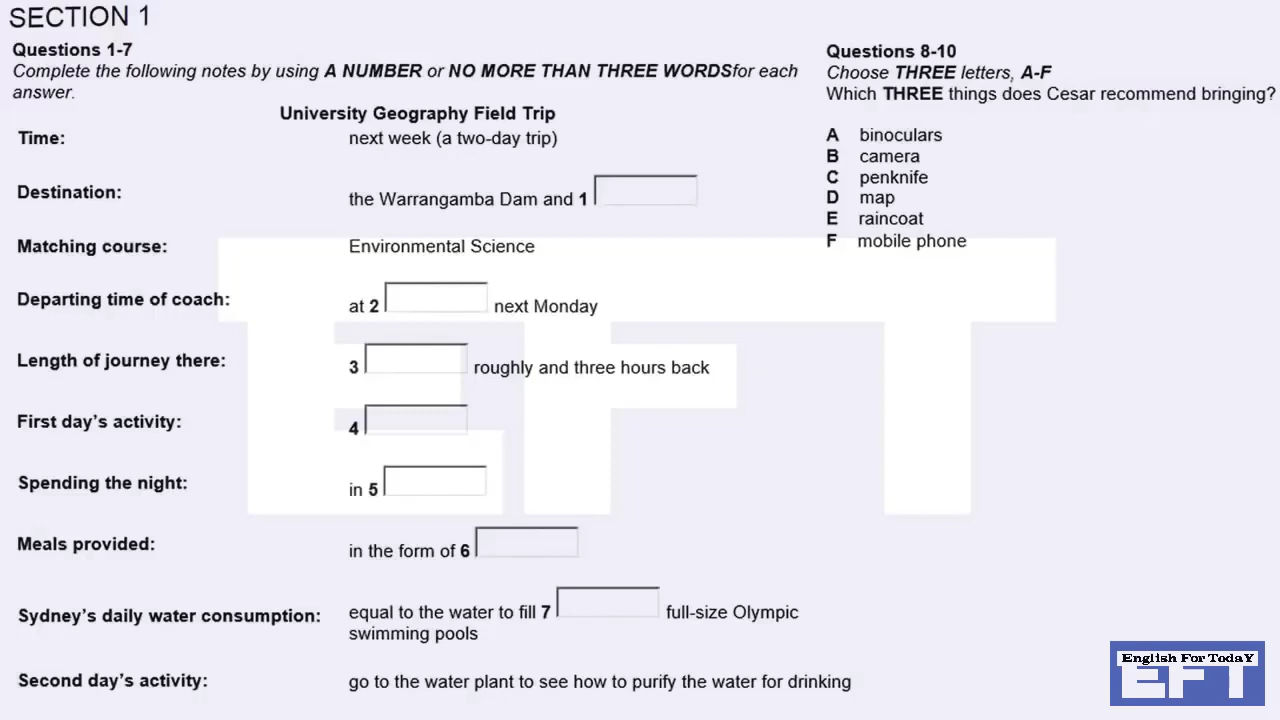 SECTION 1
Questions 1-7
Complete the following notes by using A NUMBER or NO MORE THAN THREE WORDSfor each
answer.
University Geography Field Trip
Time: next week (a two-day trip)
Destination: the Warrangamba Dam and 1
Matching course: Environmental Science
Departing time of coach: at 2 next Monday
Length of journey there: 3 roughly and three hours back
First day's activity: 4
Spending the night: in 5
Meals provided: in the form of 6
Sydney's daily water consumption: equal to the water to fill 7 full-size Olympic
swimming pools
Second day's activity: go to the water plant to see how to purify the water for drinking
Questions 8-10
Choose THREE letters, A-F
Which THREE things does Cesar recommend bringing?
A binoculars
B camera
C penknife
D map
E raincoat
F mobile phone
English For TodaY
EFT